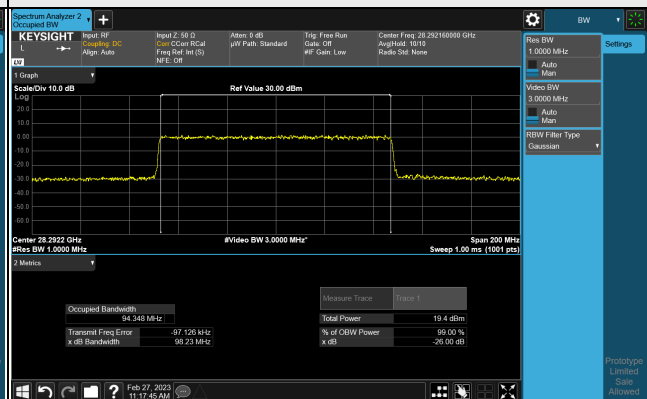 Spectrum Analyzer 2
Occupied BW
KEYSIGHT
L
LXI
Input: RF
Coupling: DC
Align: Auto
Input Z: 50 Ω
Corr CCorr RCal
Freq Ref: Int (S)
NFE: Off
Atten: 0 dB
µW Path: Standard
Trig: Free Run
Gate: Off
#IF Gain: Low
Center Freq: 28.292160000 GHz
Avg|Hold: 10/10
Radio Std: None
BW
Res BW
1.0000 MHz
Auto
Man
Video BW
3.0000 MHz
Auto
Man
RBW Filter Type
Gaussian
Settings
1 Graph
Scale/Div 10.0 dB
Ref Value 30.00 dBm
Log
20.0
10.0
0.00
-10.0
-20.0
-30.0
-40.0
-50.0
-60.0
Center 28.2922 GHz
#Video BW 3.0000 MHz*
Span 200 MHz
#Res BW 1.0000 MHz
Sweep 1.00 ms (1001 pts)
2 Metrics
Measure Trace
Trace 1
Occupied Bandwidth
94.348 MHz
Total Power
19.4 dBm
Transmit Freq Error
-97.126 kHz
% of OBW Power
99.00 %
x dB Bandwidth
98.23 MHz
x dB
-26.00 dB
Feb 27, 2023
11:17:45 AM
Prototype
Limited
Sale
Allowed